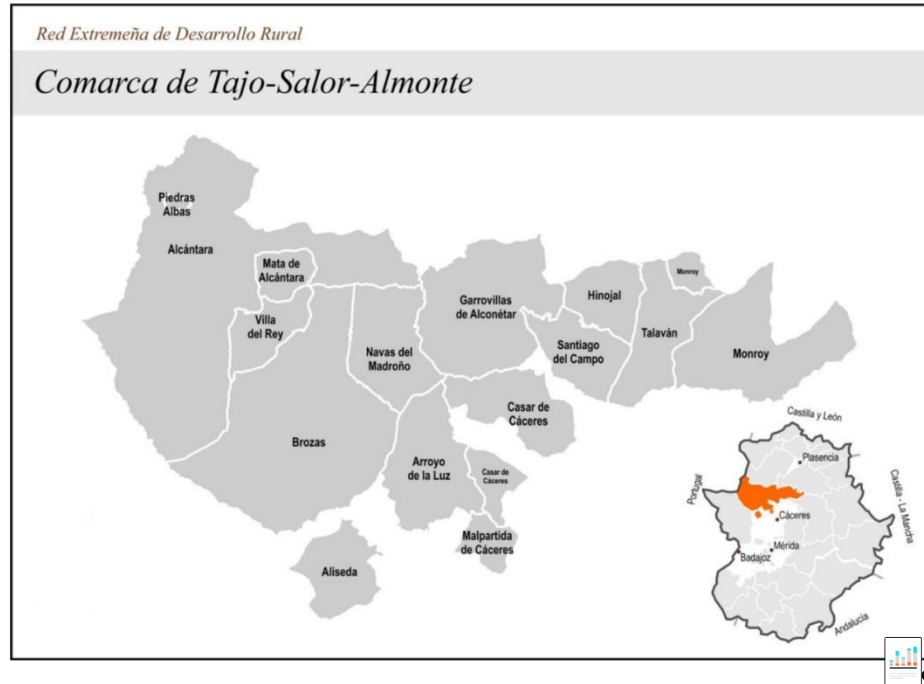 Red Extremeña de Desarrollo Rural
Comarca de Tajo-Salor-Almonte
Piedras
Albas
Alcántara
Mata de
Alcántara
Villa
del Rey
Navas del
Madroño
Garrovillas
de Alconétar
Hinojal
Monroy
Santiago
del Campo
Talaván
Monroy
Brozas
Casar de
Cáceres
Arroyo
de la Luz
Casar de
Cáceres
Malpartida
de Cáceres
Aliseda
Castilla y León
Plasencia
Portugal
Castilla - La Mancha
Cáceres
Mérida
Badajoz
Andalucía